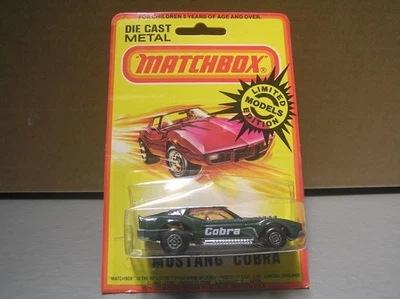 FOR CHILDREN 3 YEARS OF AGE AND OVER.
DIE CAST
METAL
MATCHBOX
LIMITED
MODELS
EDITION
Cobra
MUSTANG COBRA